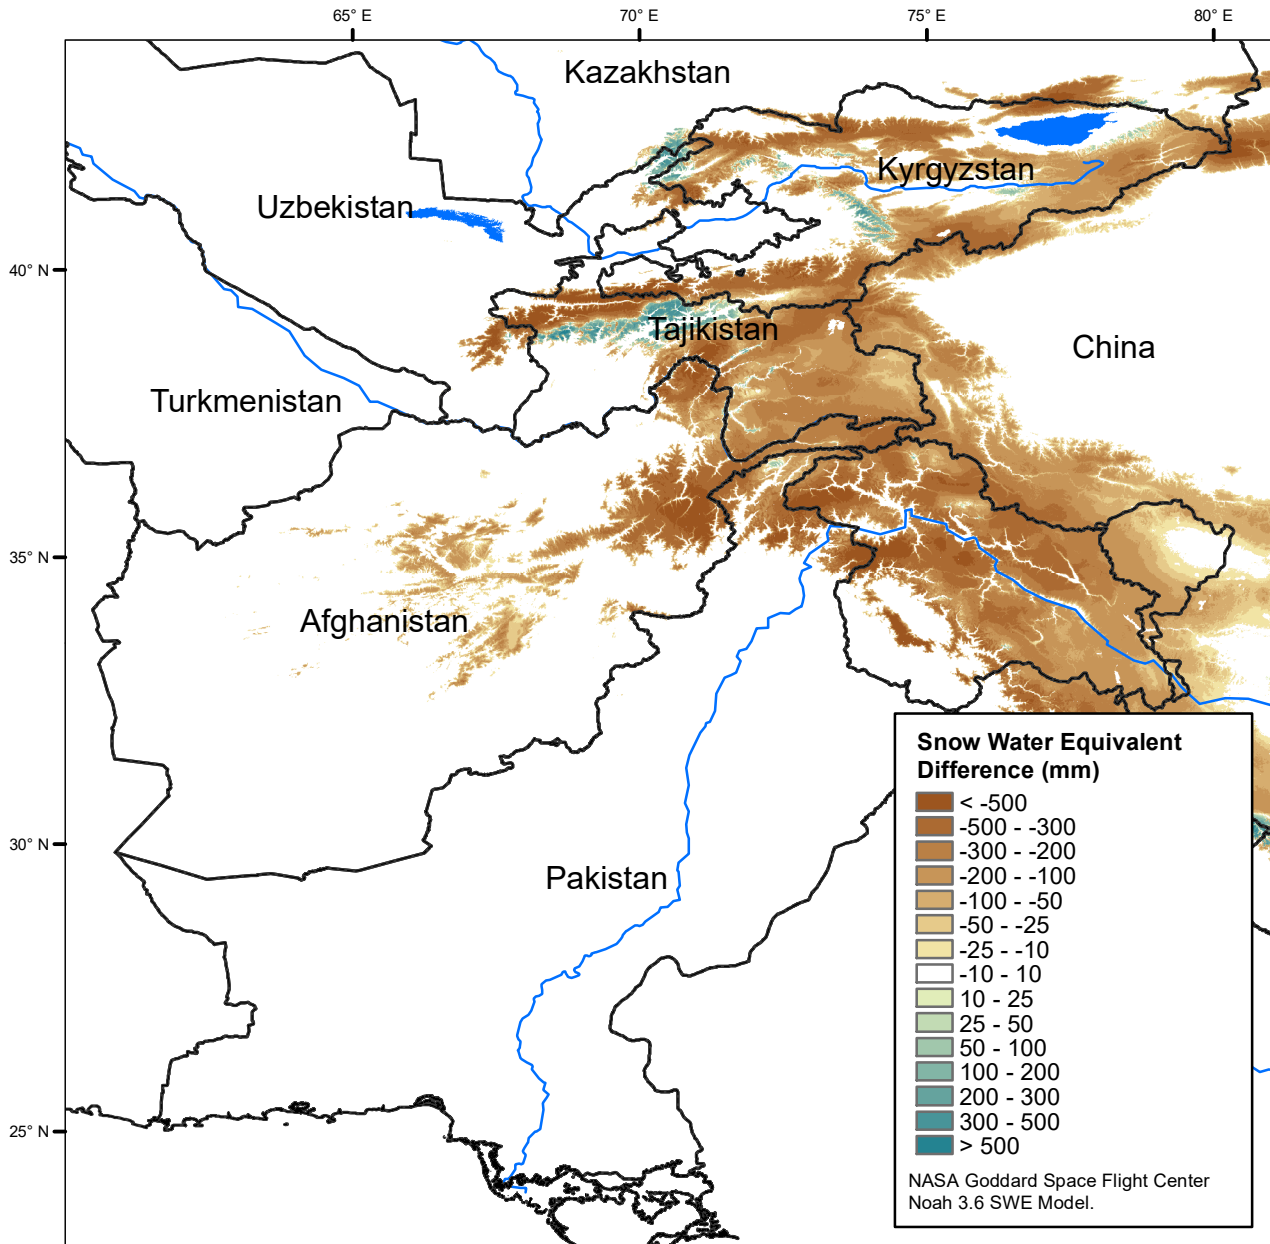 65° E
70° E
75° E
80° E
Kazakhstan
Kyrgyzstan
Uzbekistan
40° N
Tajikistan
China
Turkmenistan
35° N
Afghanistan
Snow Water Equivalent
Difference (mm)
< -500
-500 - -300
-300 - -200
-200 - -100
-100 - -50
-50 - -25
-25 - -10
-10 - 10
10 - 25
25 - 50
50 - 100
100 - 200
200 - 300
300 - 500
> 500
30° N
Pakistan
25° N
NASA Goddard Space Flight Center
Noah 3.6 SWE Model.